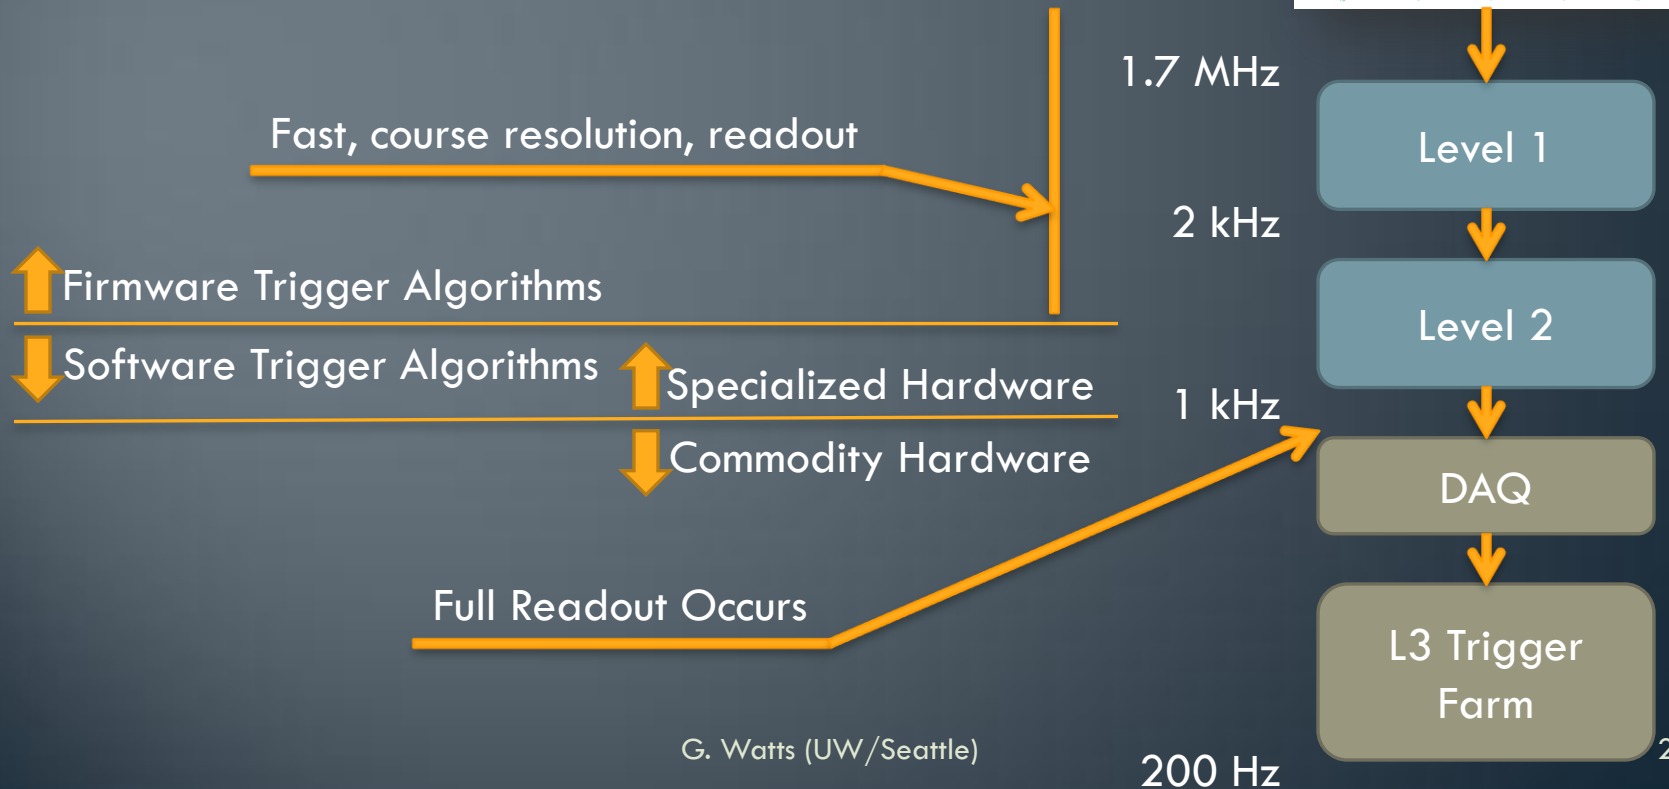 1.7 MHz
Level 1
Fast, course resolution, readout
2 kHz
Firmware Trigger Algorithms
Level 2
Software Trigger Algorithms
Specialized Hardware
1 kHz
Commodity Hardware
DAQ
Full Readout Occurs
L3 Trigger
Farm
G. Watts (UW/Seattle)
2
200 Hz